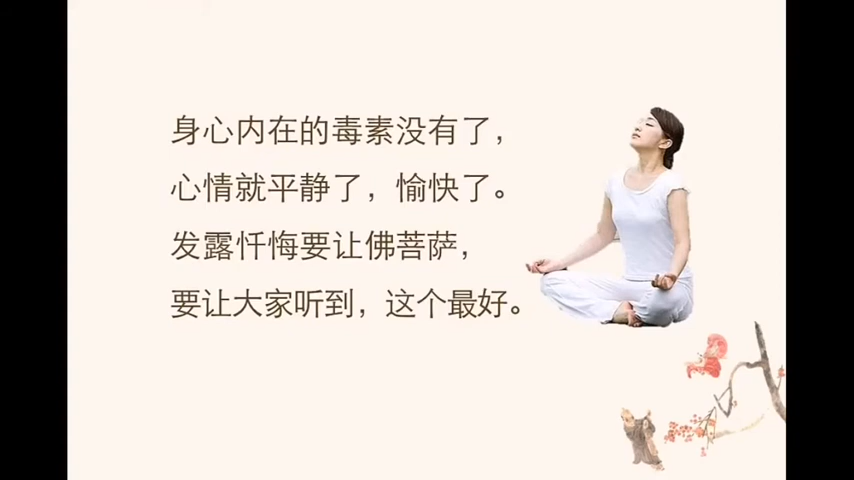 身心内在的毒素没有了，
心情就平静了，愉快了。
发露忏悔要让佛菩萨，
要让大家听到，这个最好。